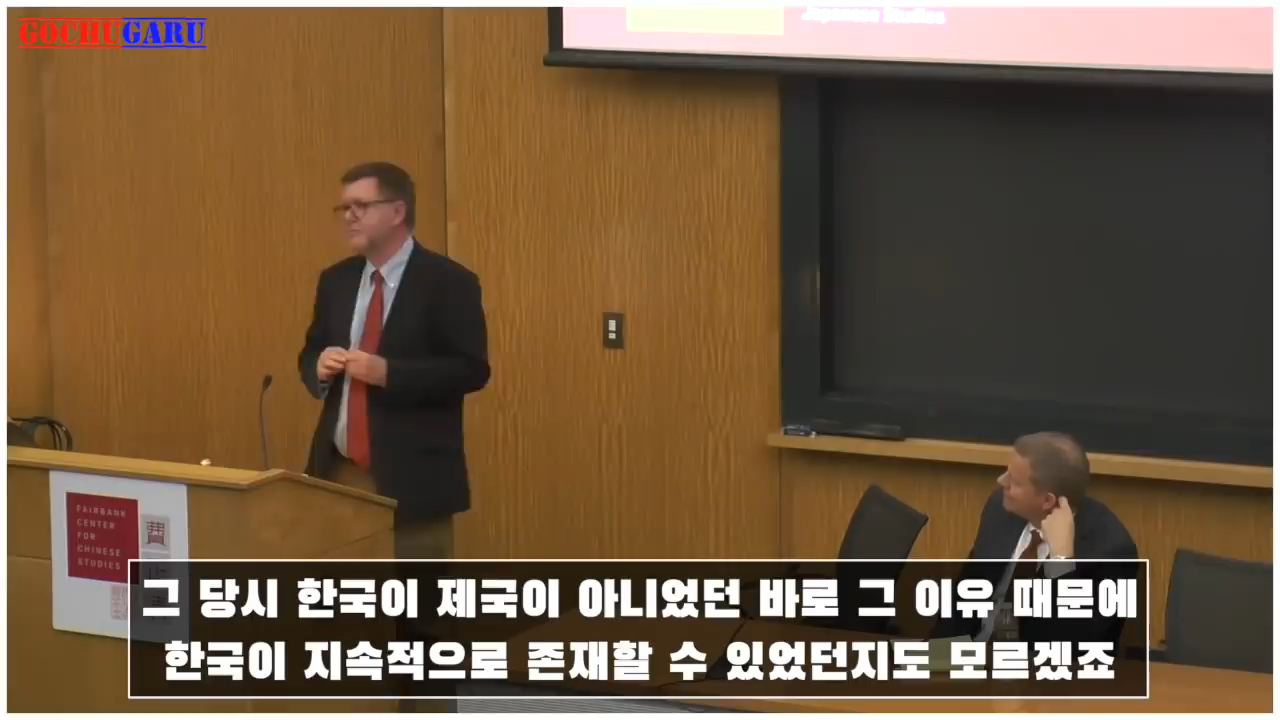 GOCHUGARU
Japanese Studies
FAIRBANK
CENTER
FOR
CHINESE
STUDIES
그 당시 한국이 제국이 아니었던 바로 그 이유 때문에
한국이 지속적으로 존재할 수 있었던지도 모르겠죠